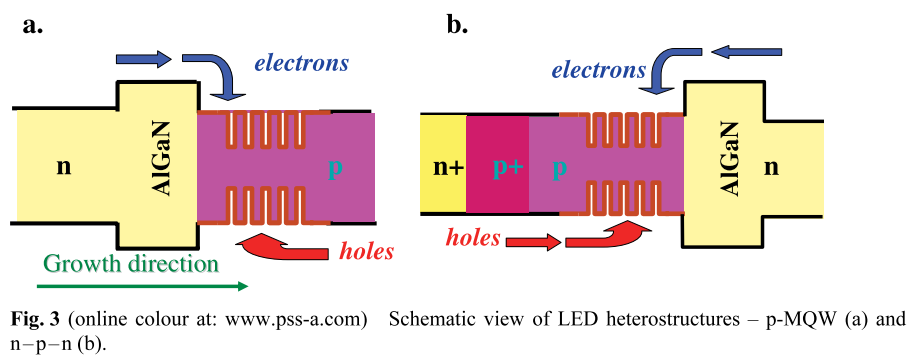 a.
electrons
n
AlGaN
p
holes
Growth direction
b.
electrons
n+
p+
p
AlGaN
n
holes
Fig. 3 (online colour at: www.pss-a.com) Schematic view of LED heterostructures – p-MQW (a) and
n–p–n (b).